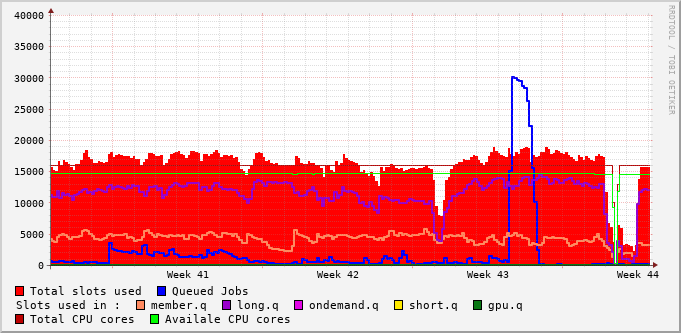 40000
35000
30000
25000
20000
15000
10000
5000
0
Week 41 Week 42 Week 43 Week 44
RRDTOOL / TOBI OETIKER
Total slots used Queued Jobs
Slots used in : member.q long.q ondemand.q short.q gpu.q
Total CPU cores Availale CPU cores